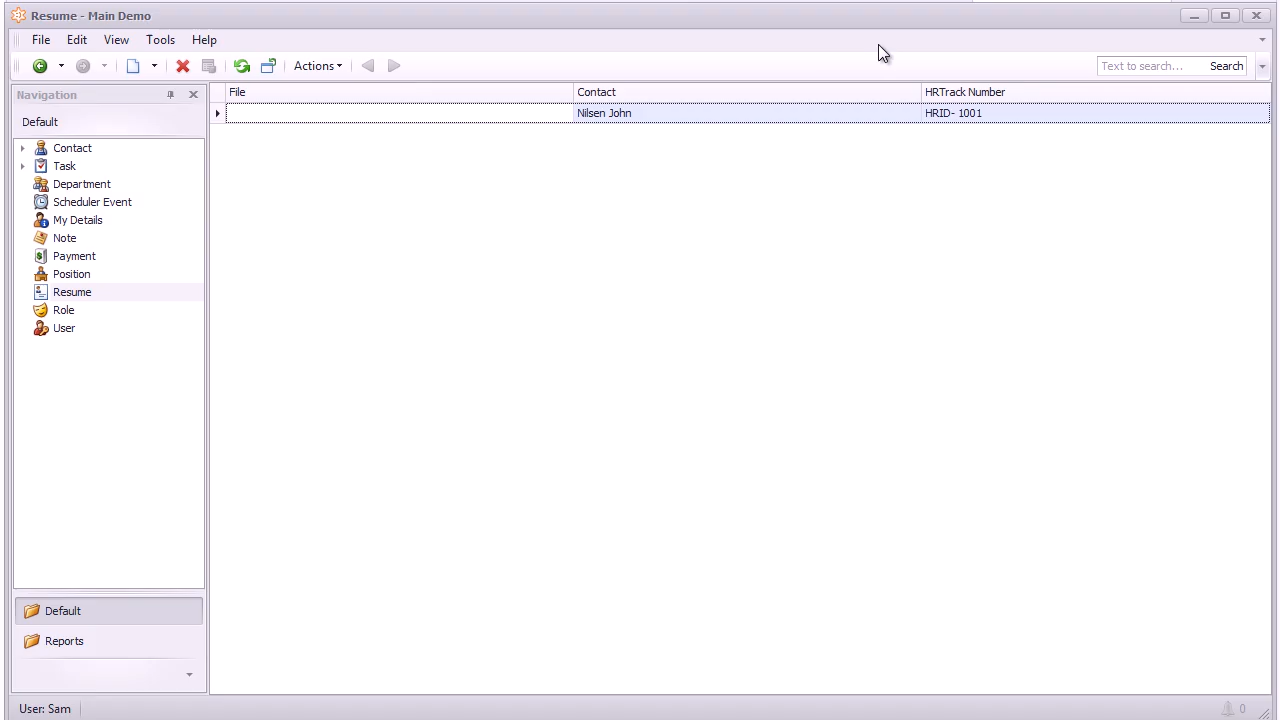 Resume - Main Demo
File Edit View Tools Help
Actions Text to search... Search
Navigation
Default
Contact
Task
Department
Scheduler Event
My Details
Note
Payment
Position
Resume
Role
User
Default
Reports
File Contact HRTrack Number
Nilsen John HRID- 1001
User: Sam 0